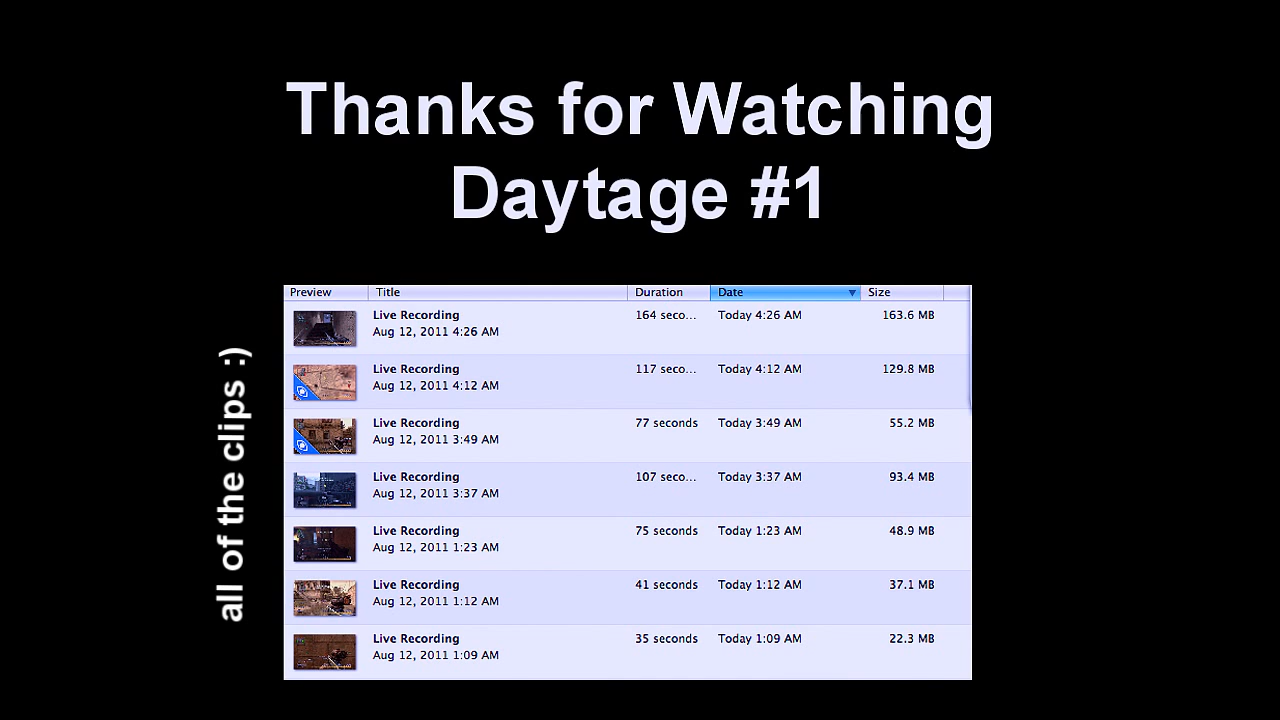 Thanks for Watching
Daytage #1
all of the clips :)
Preview Title Duration Date Size
Live Recording 164 seco... Today 4:26 AM 163.6 MB
Aug 12, 2011 4:26 AM
Live Recording 117 seco... Today 4:12 AM 129.8 MB
Aug 12, 2011 4:12 AM
Live Recording 77 seconds Today 3:49 AM 55.2 MB
Aug 12, 2011 3:49 AM
Live Recording 107 seco... Today 3:37 AM 93.4 MB
Aug 12, 2011 3:37 AM
Live Recording 75 seconds Today 1:23 AM 48.9 MB
Aug 12, 2011 1:23 AM
Live Recording 41 seconds Today 1:12 AM 37.1 MB
Aug 12, 2011 1:12 AM
Live Recording 35 seconds Today 1:09 AM 22.3 MB
Aug 12, 2011 1:09 AM